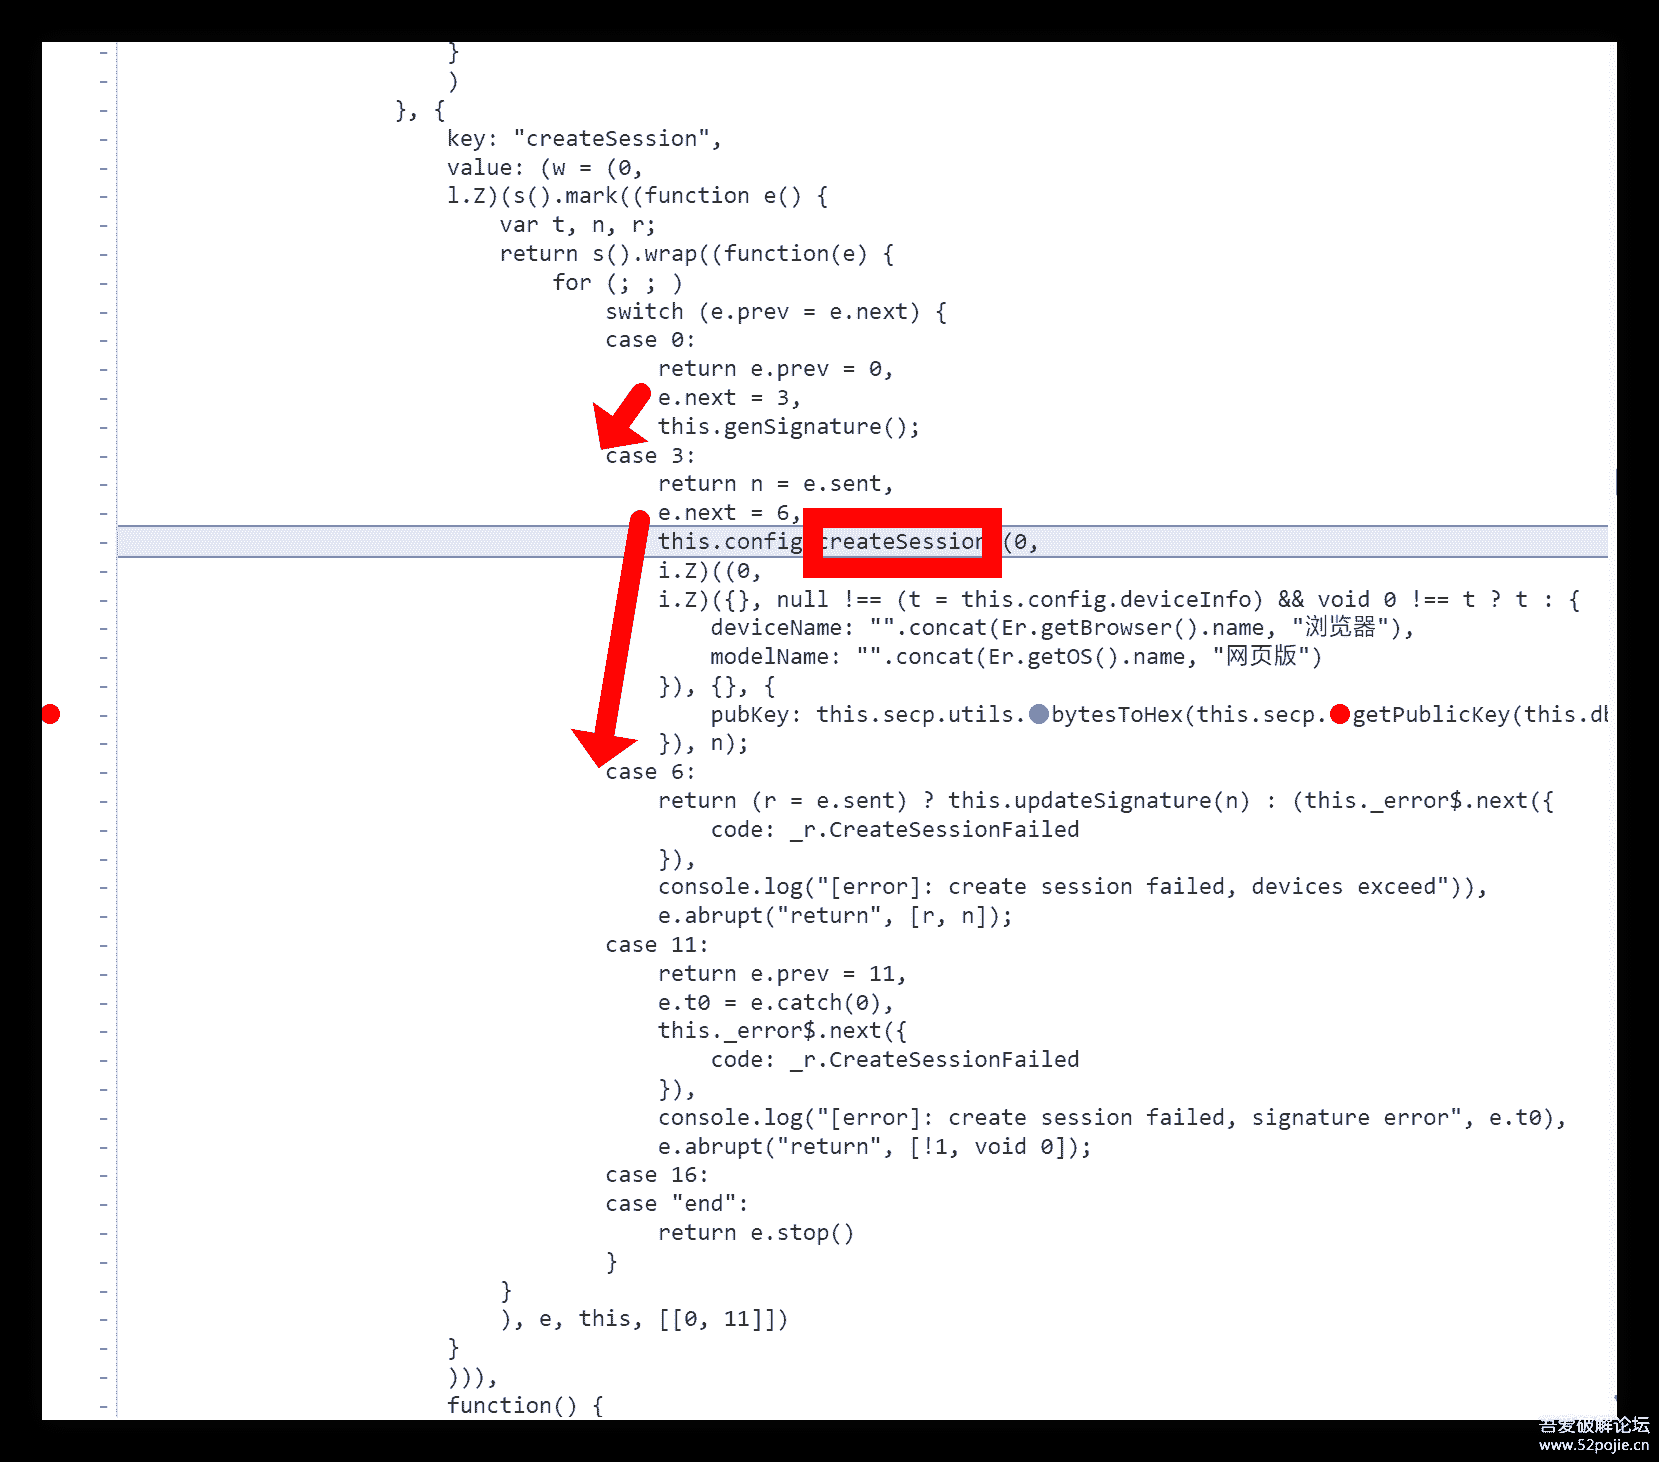 }
)
}, {
key: "createSession",
value: (w = (0,
l.Z)(s().mark((function e() {
var t, n, r;
return s().wrap((function(e) {
for (; ; )
switch (e.prev = e.next) {
case 0:
return e.prev = 0,
e.next = 3,
this.genSignature();
case 3:
return n = e.sent,
e.next = 6,
this.config createSession (0,
i.Z)((0,
i.Z)({}, null !== (t = this.config.deviceInfo) && void 0 !== t ? t : {
deviceName: "".concat(Er.getBrowser().name, "浏览器"),
modelName: "".concat(Er.getOS().name, "网页版")
}), {}, {
pubKey: this.secp.utils.bytesToHex(this.secp.getPublicKey(this.
}), n);
case 6:
return (r = e.sent) ? this.updateSignature(n) : (this._error$.next({
code: _r.CreateSessionFailed
}),
console.log("[error]: create session failed, devices exceed")),
e.abrupt("return", [r, n]);
case 11:
return e.prev = 11,
e.t0 = e.catch(0),
this._error$.next({
code: _r.CreateSessionFailed
}),
console.log("[error]: create session failed, signature error", e.t0),
e.abrupt("return", [!1, void 0]);
case 16:
case "end":
return e.stop()
}
}
), e, this, [[0, 11]])
}
))),
function() {
吾爱破解论坛
www.52pojie.cn